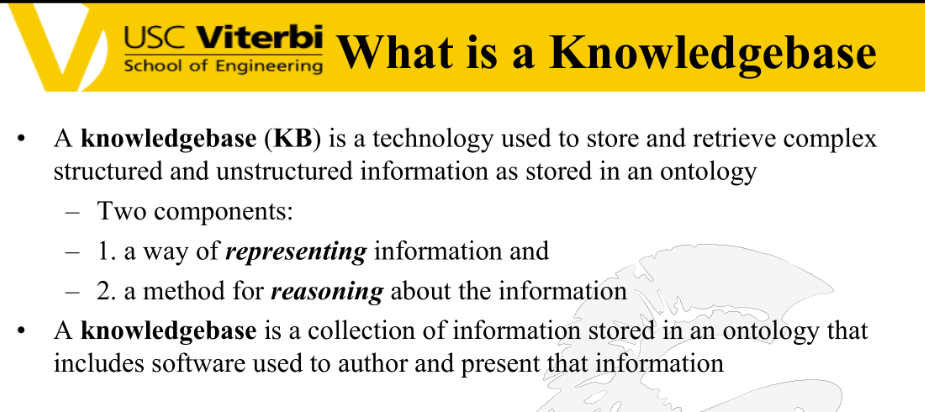 USC Viterbi
School of Engineering
What is a Knowledgebase
• A knowledgebase (KB) is a technology used to store and retrieve complex
structured and unstructured information as stored in an ontology
– Two components:
– 1. a way of representing information and
– 2. a method for reasoning about the information
• A knowledgebase is a collection of information stored in an ontology that
includes software used to author and present that information